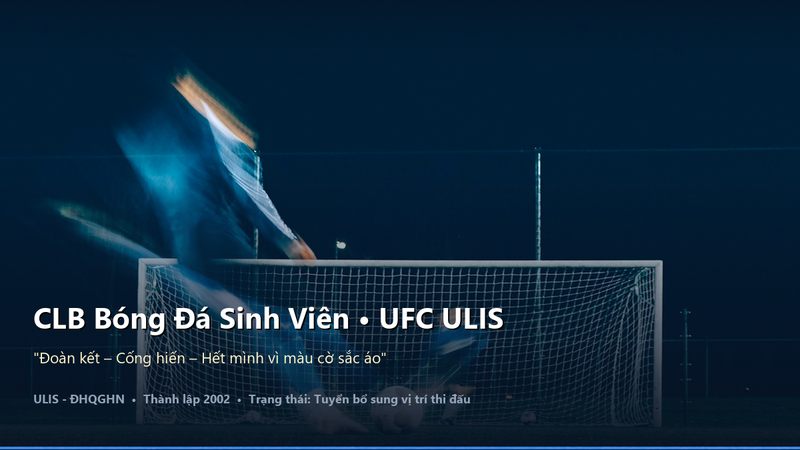 CLB Bóng Đá Sinh Viên • UFC ULIS
"Đoàn kết – Cống hiến – Hết mình vì màu cờ sắc áo"
ULIS - ĐHQGHN • Thành lập 2002 • Trạng thái: Tuyển bổ sung vị trí thi đấu